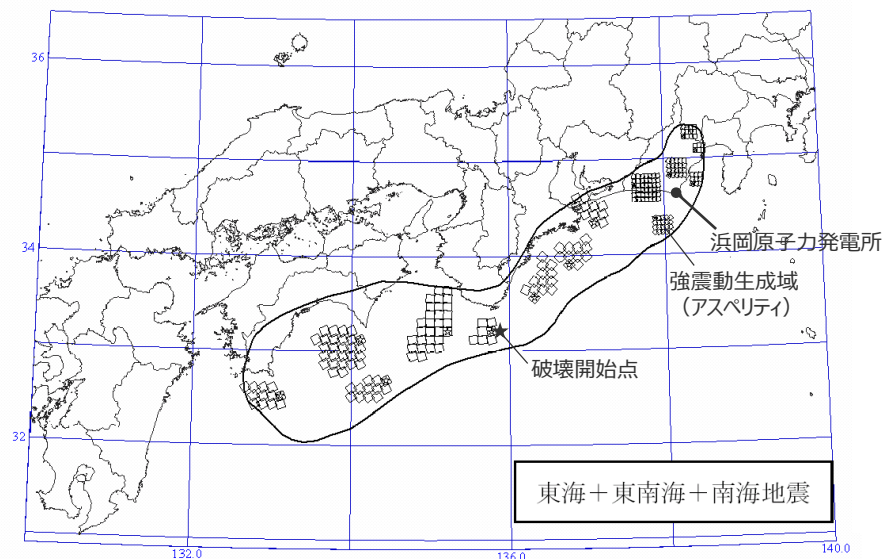 36
34
浜岡原子力発電所
強震動生成域
（アスペリティ）
破壊開始点
32
東海＋東南海＋南海地震
132.0
136.0
140.0